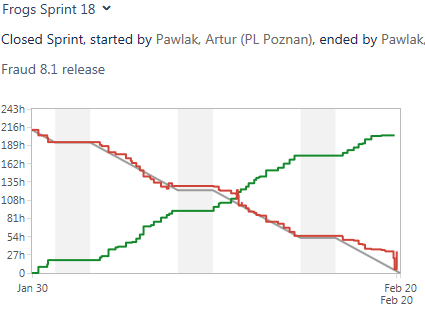 Frogs Sprint 18
Closed Sprint, started by Pawlak, Artur (PL Poznan), ended by Pawlak,
Fraud 8.1 release
243h
216h
189h
162h
135h
108h
81h
54h
27h
0h
Jan 30
Feb 20
Feb 20